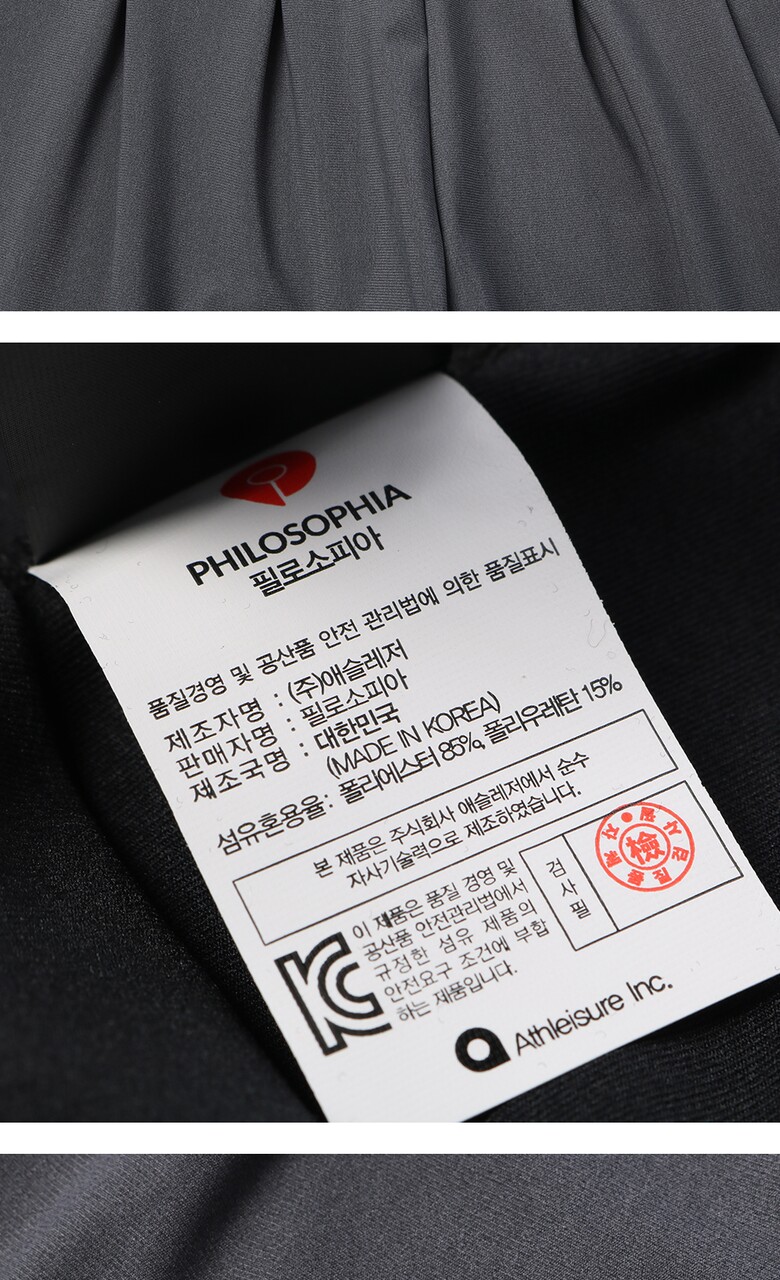 PHILOSOPHIA
필로소피아
품질경영 및 공산품 안전 관리법에 의한 품질표시
제조자명 : (주)애슬레저
판매자명 : 필로소피아
제조국명 : 대한민국
(MADE IN KOREA)
섬유혼용율: 폴리에스터 85%, 폴리우레탄 15%
본 제품은 주식회사 애슬레저에서 순수
자사기술력으로 제조하였습니다.
이 제품은 품질 경영 및
공산품 안전관리법에서
규정한 섬유 제품의
안전요구 조건에 부합
하는 제품입니다.
검사필
檢
Athleisure Inc.